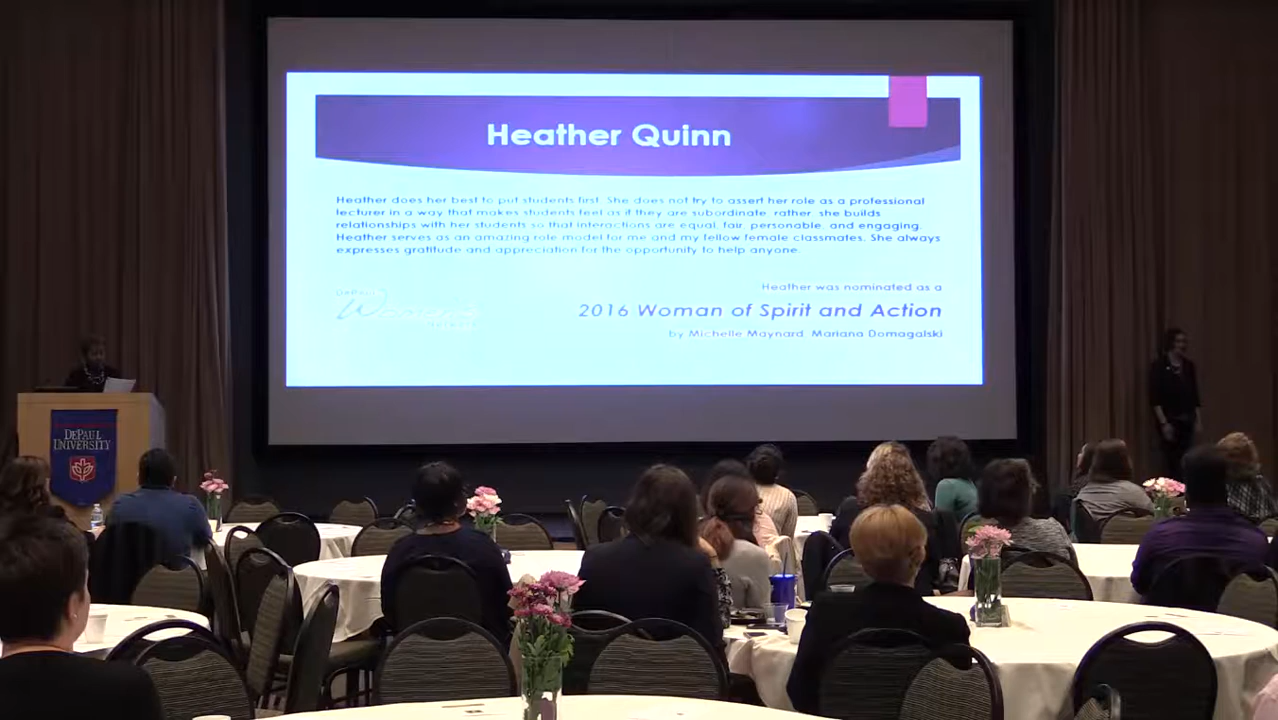 Heather Quinn
Heather does her best to put students first. She does not try to assert her role as a professional
lecturer in a way that makes students feel as if they are subordinate, rather, she builds
relationships with her students so that interactions are equal, fair, personable, and engaging.
Heather serves as an amazing role model for me and my fellow female classmates. She always
expresses gratitude and appreciation for the opportunity to help anyone.
Heather was nominated as a
2016 Woman of Spirit and Action
by Michelle Maynard, Mariana Domagalski
DePaul
Women's
Network
DEPAUL
UNIVERSITY